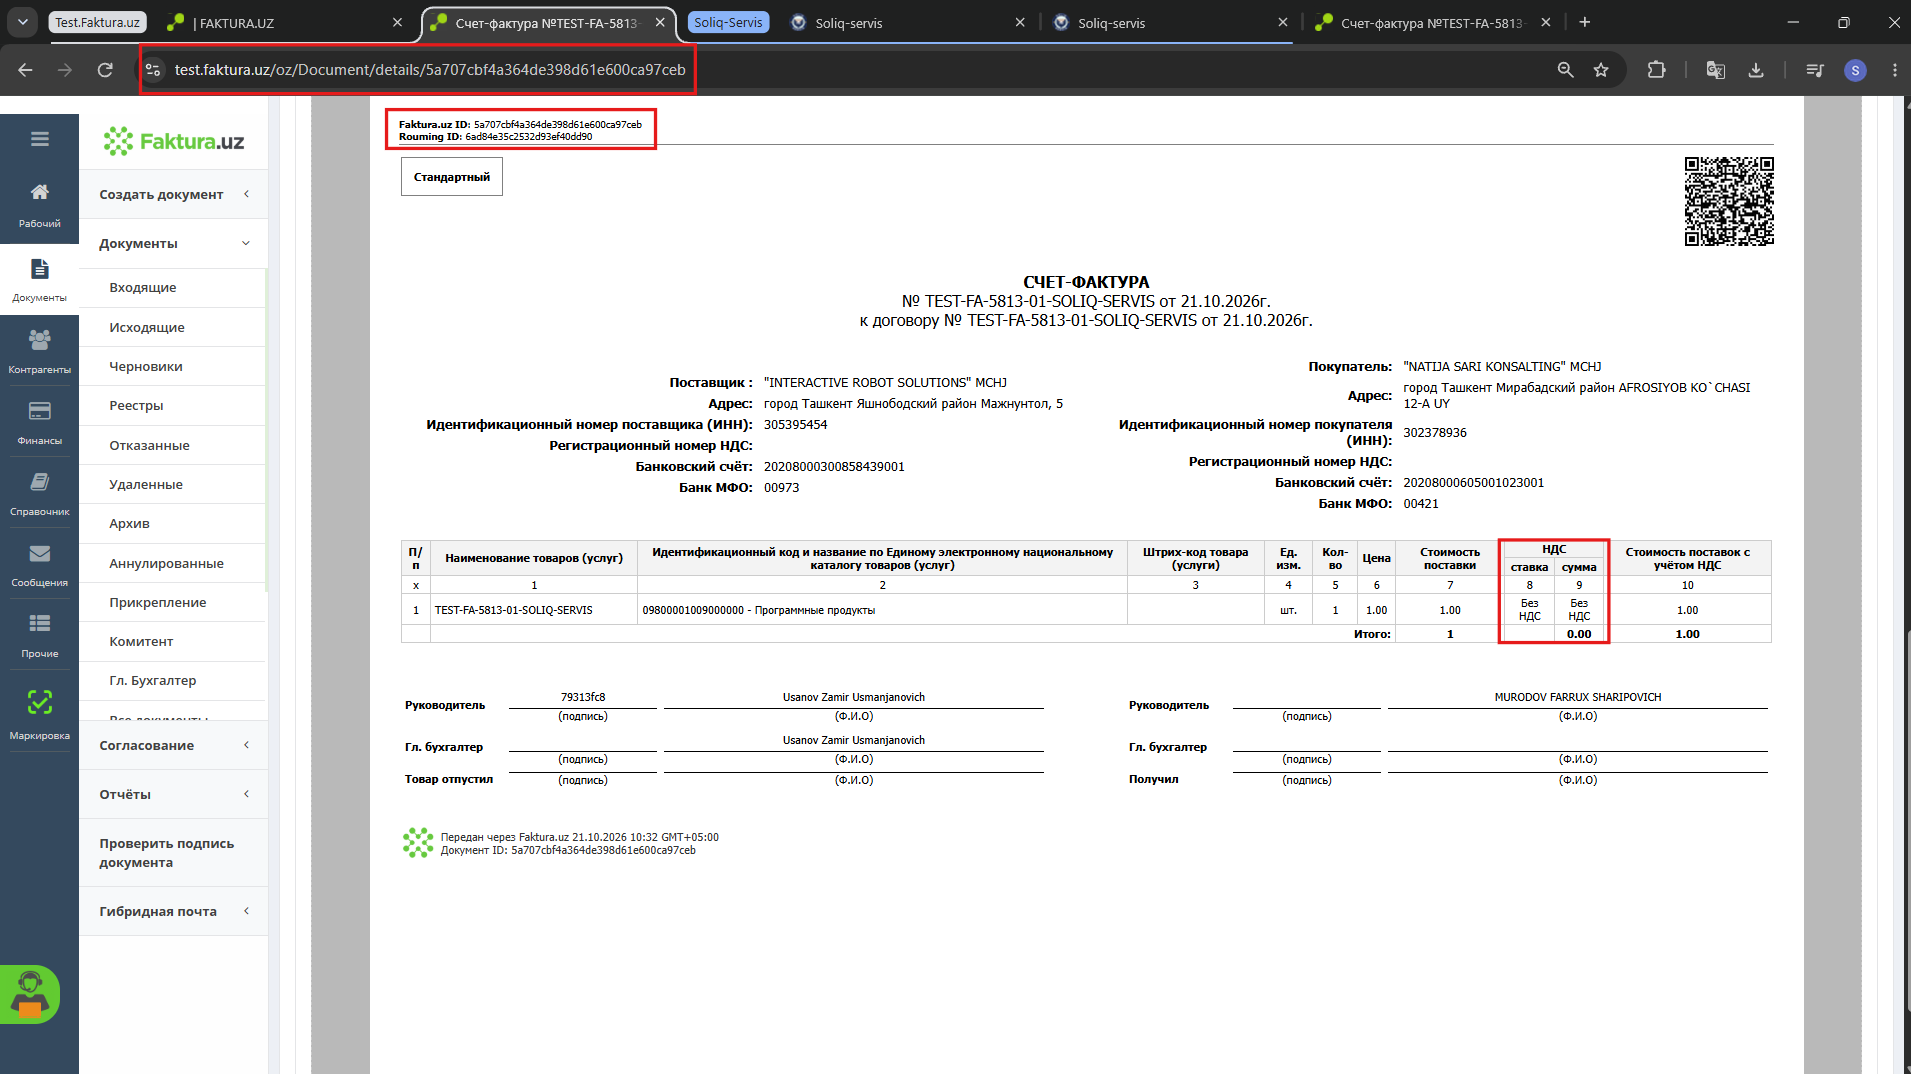 Test.Faktura.uz
| FAKTURA.UZ
Счет-фактура №TEST-FA-5813-
Soliq-Servis
Soliq-servis
Soliq-servis
Счет-фактура №TEST-FA-5813-
test.faktura.uz/oz/Document/details/5a707cbf4a364de398d61e600ca97ceb
S
Рабочий
Документы
Контрагенты
Финансы
Справочник
Сообщения
Прочие
Маркировка
Faktura.uz
Создать документ
Документы
Входящие
Исходящие
Черновики
Реестры
Отказанные
Удаленные
Архив
Аннулированные
Прикрепление
Комитент
Гл. Бухгалтер
Все документы
Согласование
Отчёты
Проверить подпись
документа
Гибридная почта
Faktura.uz ID: 5a707cbf4a364de398d61e600ca97ceb
Rouming ID: 6ad84e35c2532d93ef40dd90
Стандартный
СЧЕТ-ФАКТУРА
№ TEST-FA-5813-01-SOLIQ-SERVIS от 21.10.2026г.
к договору № TEST-FA-5813-01-SOLIQ-SERVIS от 21.10.2026г.
Поставщик : "INTERACTIVE ROBOT SOLUTIONS" MCHJ
Адрес: город Ташкент Яшнободский район Мажнунтол, 5
Идентификационный номер поставщика (ИНН): 305395454
Регистрационный номер НДС:
Банковский счёт: 20208000300858439001
Банк МФО: 00973
Покупатель: "NATIJA SARI KONSALTING" MCHJ
Адрес: город Ташкент Мирабадский район AFROSIYOB KO`CHASI
12-A UY
Идентификационный номер покупателя
(ИНН): 302378936
Регистрационный номер НДС:
Банковский счёт: 20208000605001023001
Банк МФО: 00421
П/п Наименование товаров (услуг) Идентификационный код и название по Единому электронному национальному каталогу товаров (услуг) Штрих-код товара (услуги) Ед. изм. Кол-во Цена Стоимость поставки НДС ставка сумма Стоимость поставок с учётом НДС
x 1 2 3 4 5 6 7 8 9 10
1 TEST-FA-5813-01-SOLIQ-SERVIS 09800001009000000 - Программные продукты шт. 1 1.00 1.00 Без НДС Без НДС 1.00
Итого: 1 0.00 1.00
Руководитель 79313fc8 Usanov Zamir Usmanjanovich
(подпись) (Ф.И.О)
Гл. бухгалтер Usanov Zamir Usmanjanovich
(подпись) (Ф.И.О)
Товар отпустил (подпись) (Ф.И.О)
Руководитель MURODOV FARRUX SHARIPOVICH
(подпись) (Ф.И.О)
Гл. бухгалтер
(подпись) (Ф.И.О)
Получил (подпись) (Ф.И.О)
Передан через Faktura.uz 21.10.2026 10:32 GMT+05:00
Документ ID: 5a707cbf4a364de398d61e600ca97ceb